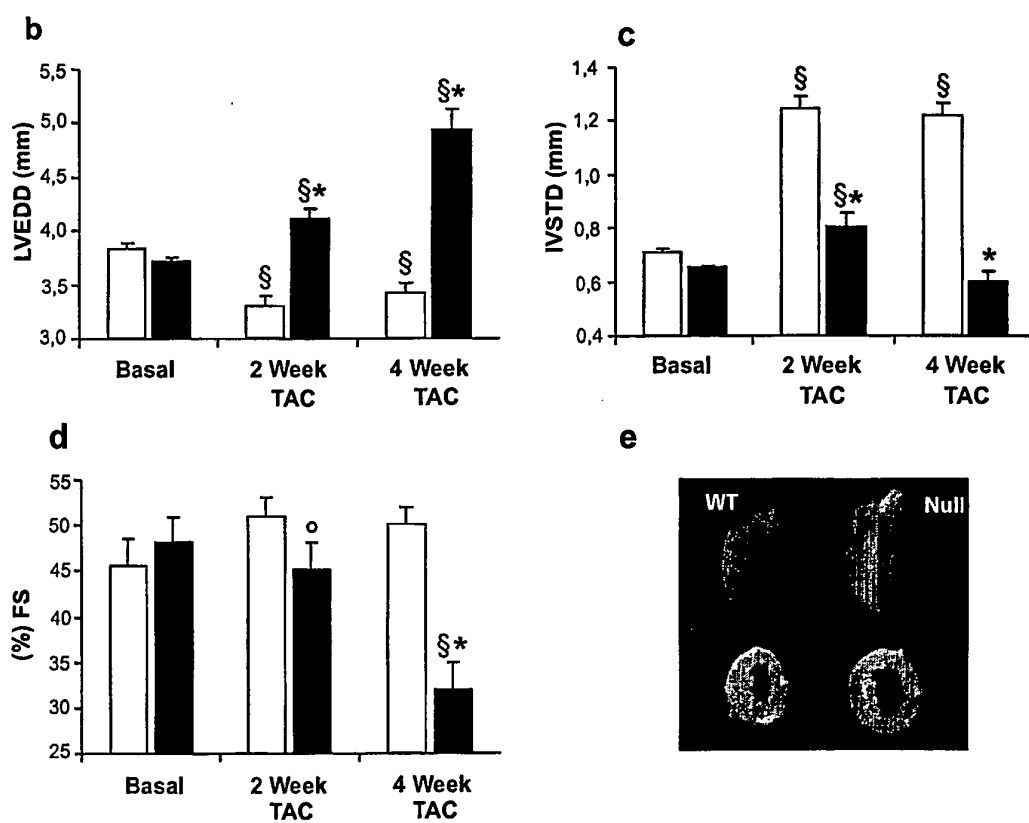 b
5,5
5,0
4,5
4,0
3,5
3,0
LVEDD (mm)
§*
§*
§
§
Basal
2 Week
TAC
4 Week
TAC
c
1,4
1,2
1,0
0,8
0,6
0,4
IVSTD (mm)
§
§
§*
*
Basal
2 Week
TAC
4 Week
TAC
d
55
50
45
40
35
30
25
(%) FS
°
§*
Basal
2 Week
TAC
4 Week
TAC
e
WT
Null